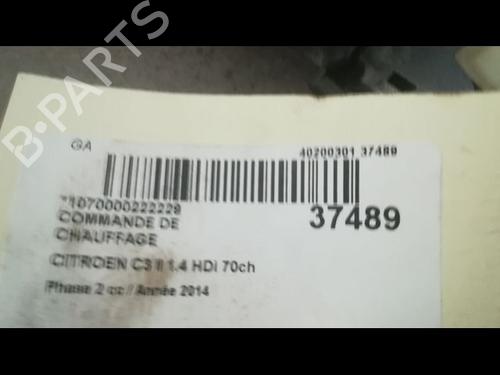 B-PARTS
GA
40200301 37489
71070000222229
COMMANDE DE
CHAUFFAGE
37489
CITROEN C3 II 1.4 HDi 70ch
Phase 2 cc // Année 2014